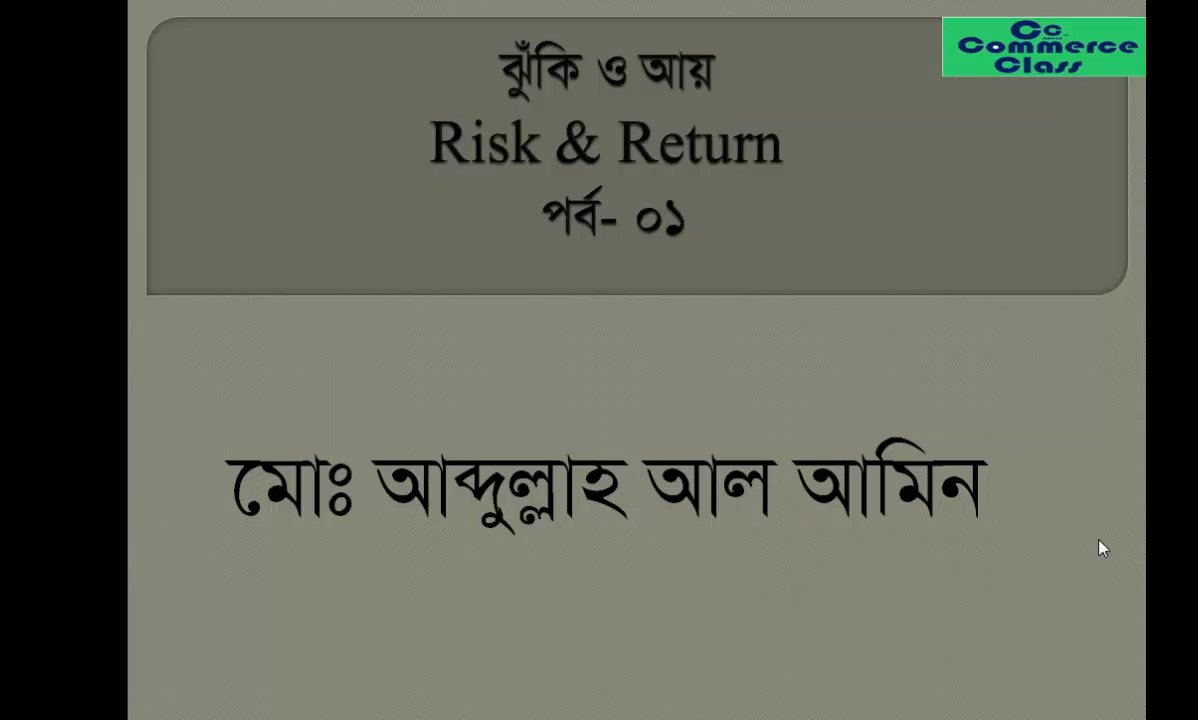 ঝুঁকি ও আয়
Risk & Return
পর্ব- ০১
Cc
Commerce
Class
মোঃ আব্দুল্লাহ আল আমিন